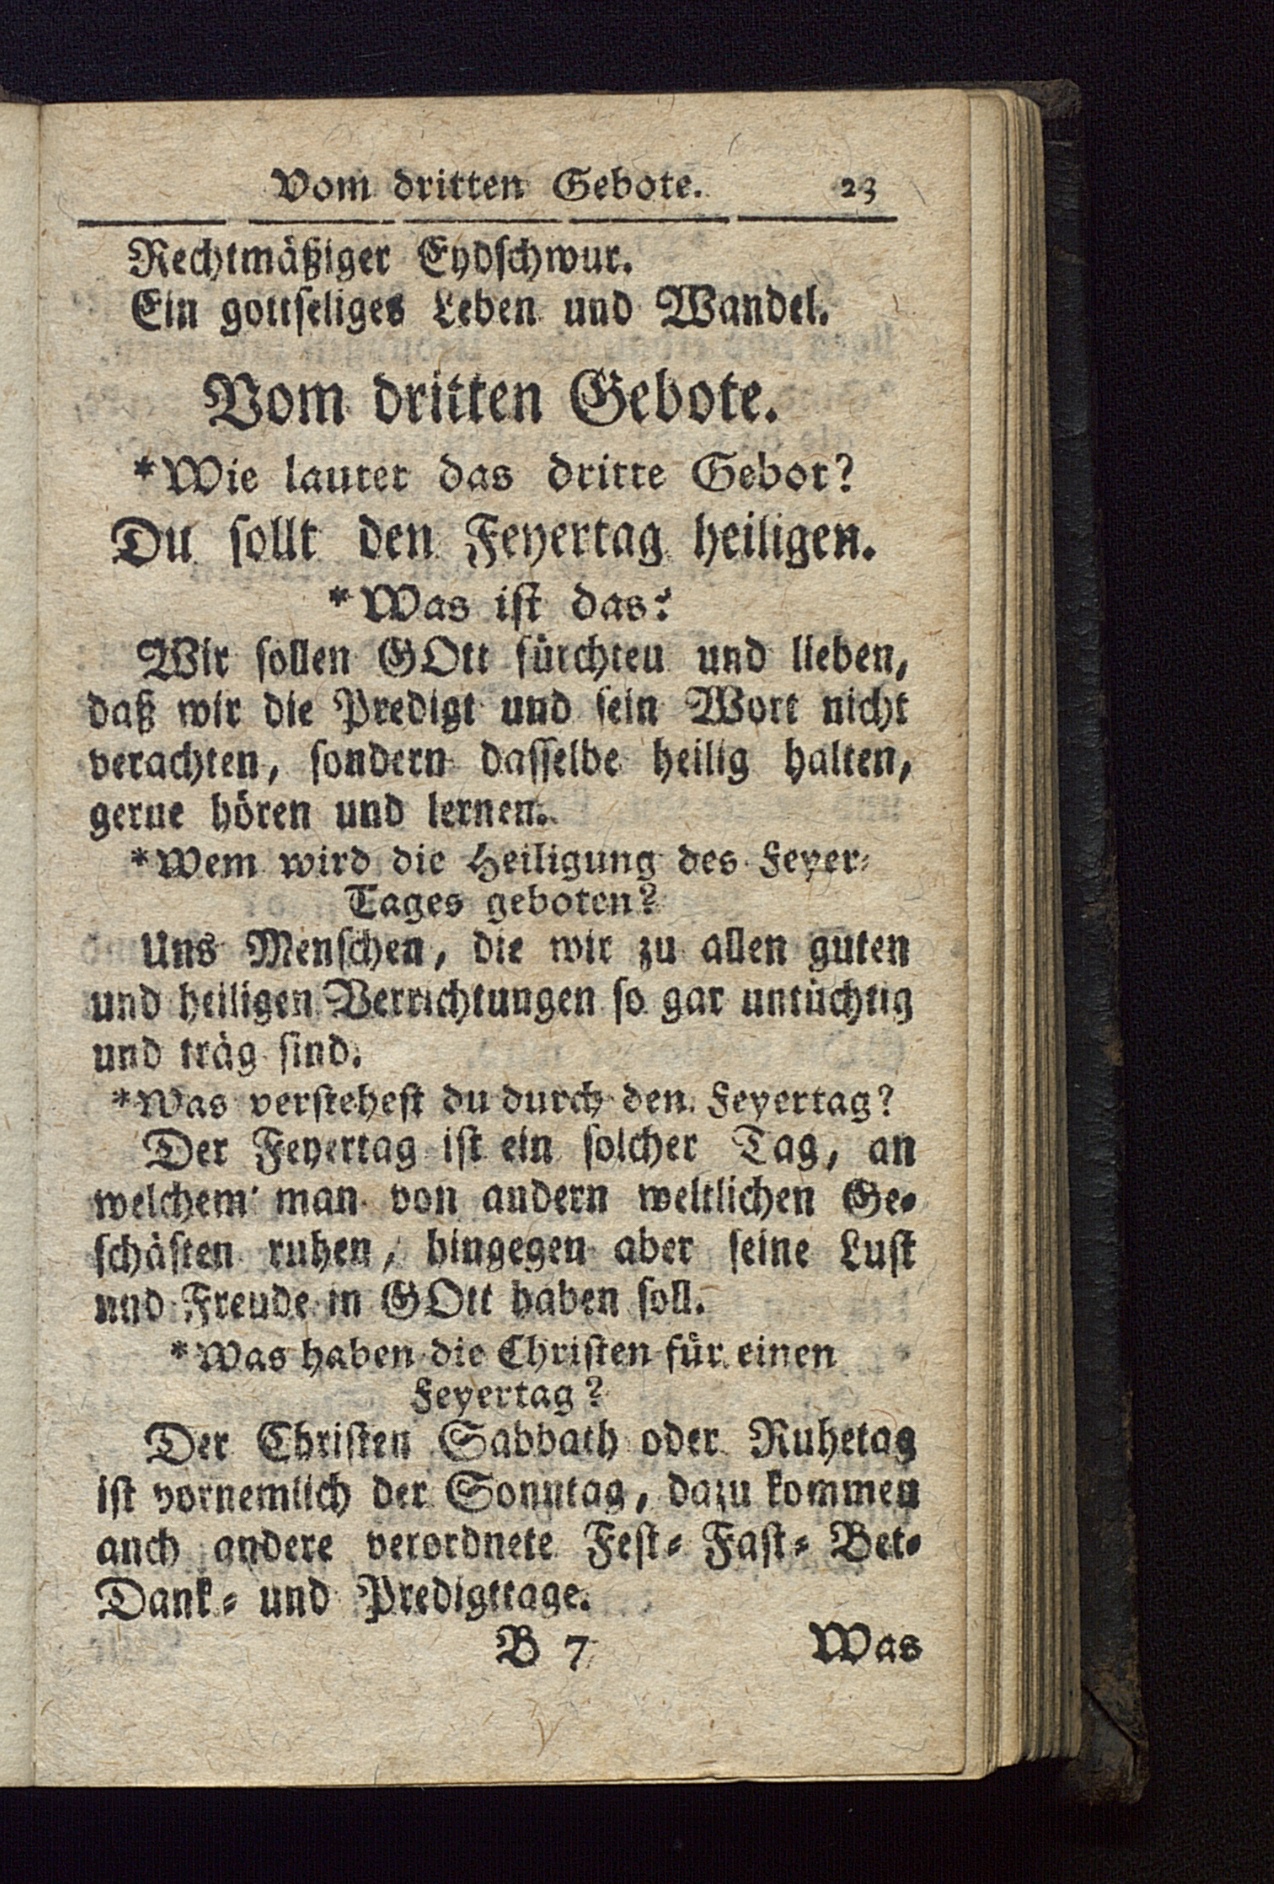 Vom dritten Gebote. 23
Rechtmäßiger Eydschwur.
Ein gottseliges Leben und Wandel.
Vom dritten Gebote.
*Wie lautet das dritte Gebot?
Du sollt den Feyertag heiligen.
*Was ist das?
Wir sollen GOtt fürchten und lieben,
daß wir die Predigt und sein Wort nicht
verachten, sondern dasselbe heilig halten,
gerne hören und lernen.
*Wem wird die Heiligung des Feyer-
Tages geboten?
Uns Menschen, die wir zu allen guten
und heiligen Verrichtungen so gar untüchtig
und träg sind.
*Was verstehest du durch den Feyertag?
Der Feyertag ist ein solcher Tag, an
welchem man von andern weltlichen Ge-
schäften ruhen, hingegen aber seine Lust
und Freude in GOtt haben soll.
*Was haben die Christen für einen
Feyertag?
Der Christen Sabbath oder Ruhetag
ist vornemlich der Sonntag, dazu kommen
auch andere verordnete Fest- Fast- Bet-
Dank- und Predigttage.
B 7 Was